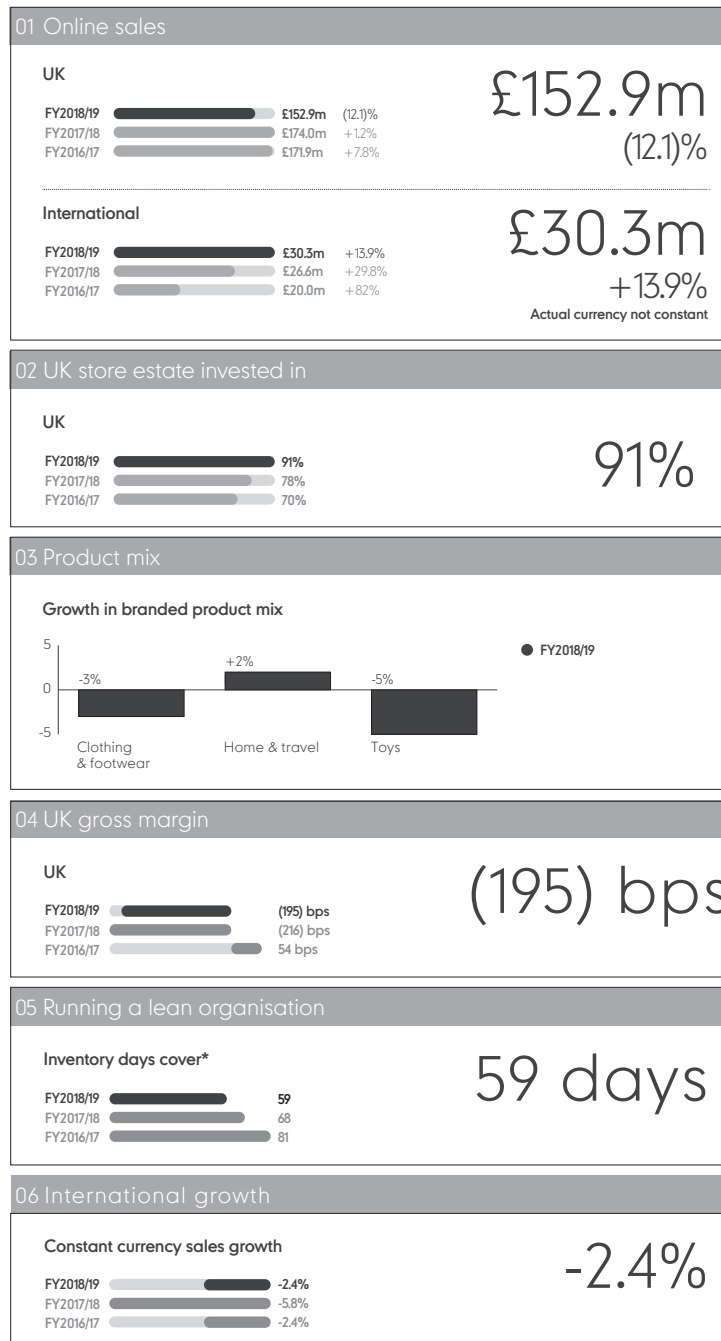 01 Online sales
UK
FY2018/19 £152.9m (12.1)%
FY2017/18 £174.0m +1.2%
FY2016/17 £171.9m +7.8%
£152.9m
(12.1)%
International
FY2018/19 £30.3m +13.9%
FY2017/18 £26.6m +29.8%
FY2016/17 £20.0m +82%
£30.3m
+13.9%
Actual currency not constant
02 UK store estate invested in
UK
FY2018/19 91%
FY2017/18 78%
FY2016/17 70%
91%
03 Product mix
Growth in branded product mix
5
0
-5
-3%
+2%
-5%
Clothing
& footwear
Home & travel
Toys
FY2018/19
04 UK gross margin
UK
FY2018/19 (195) bps
FY2017/18 (216) bps
FY2016/17 54 bps
(195) bps
05 Running a lean organisation
Inventory days cover*
FY2018/19 59
FY2017/18 68
FY2016/17 81
59 days
06 International growth
Constant currency sales growth
FY2018/19 -2.4%
FY2017/18 -5.8%
FY2016/17 -2.4%
-2.4%